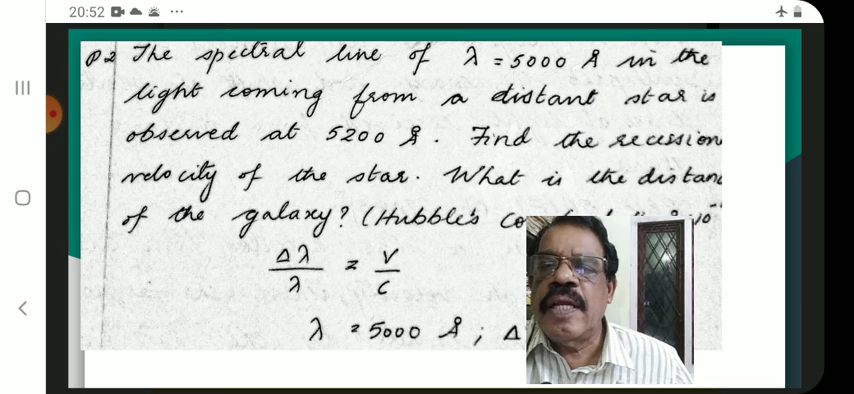 20:52
P2 The spectral line of λ = 5000 Å in the
light coming from a distant star is
observed at 5200 Å. Find the recession
velocity of the star. What is the distan
of the galaxy? (Hubble's co
Δλ/λ = V/C
λ = 5000 Å ; Δ